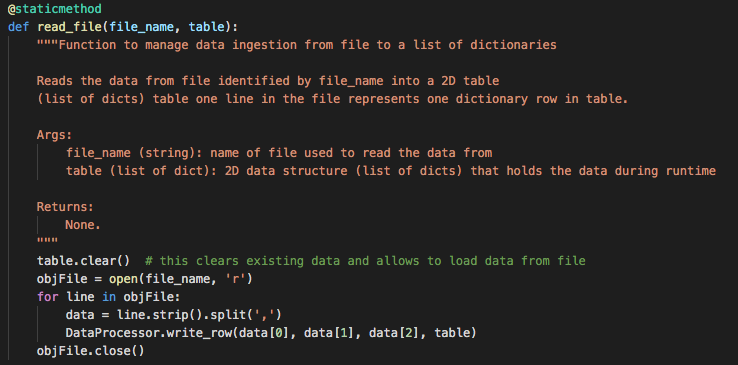 @staticmethod
def read_file(file_name, table):
    """Function to manage data ingestion from file to a list of dictionaries

    Reads the data from file identified by file_name into a 2D table
    (list of dicts) table one line in the file represents one dictionary row in table.

    Args:
        file_name (string): name of file used to read the data from
        table (list of dict): 2D data structure (list of dicts) that holds the data during runtime

    Returns:
        None.
    """
    table.clear()  # this clears existing data and allows to load data from file
    objFile = open(file_name, 'r')
    for line in objFile:
        data = line.strip().split(',')
        DataProcessor.write_row(data[0], data[1], data[2], table)
    objFile.close()